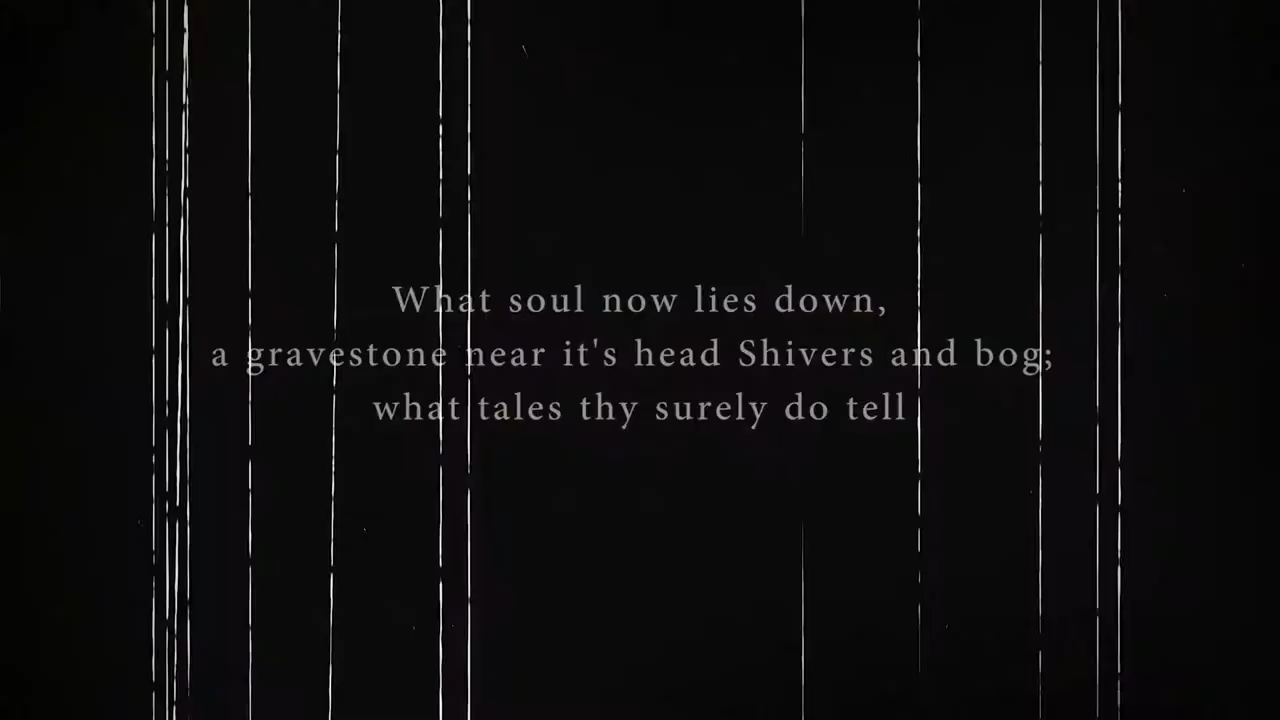 What soul now lies down,
a gravestone near it's head Shivers and bog;
what tales thy surely do tell